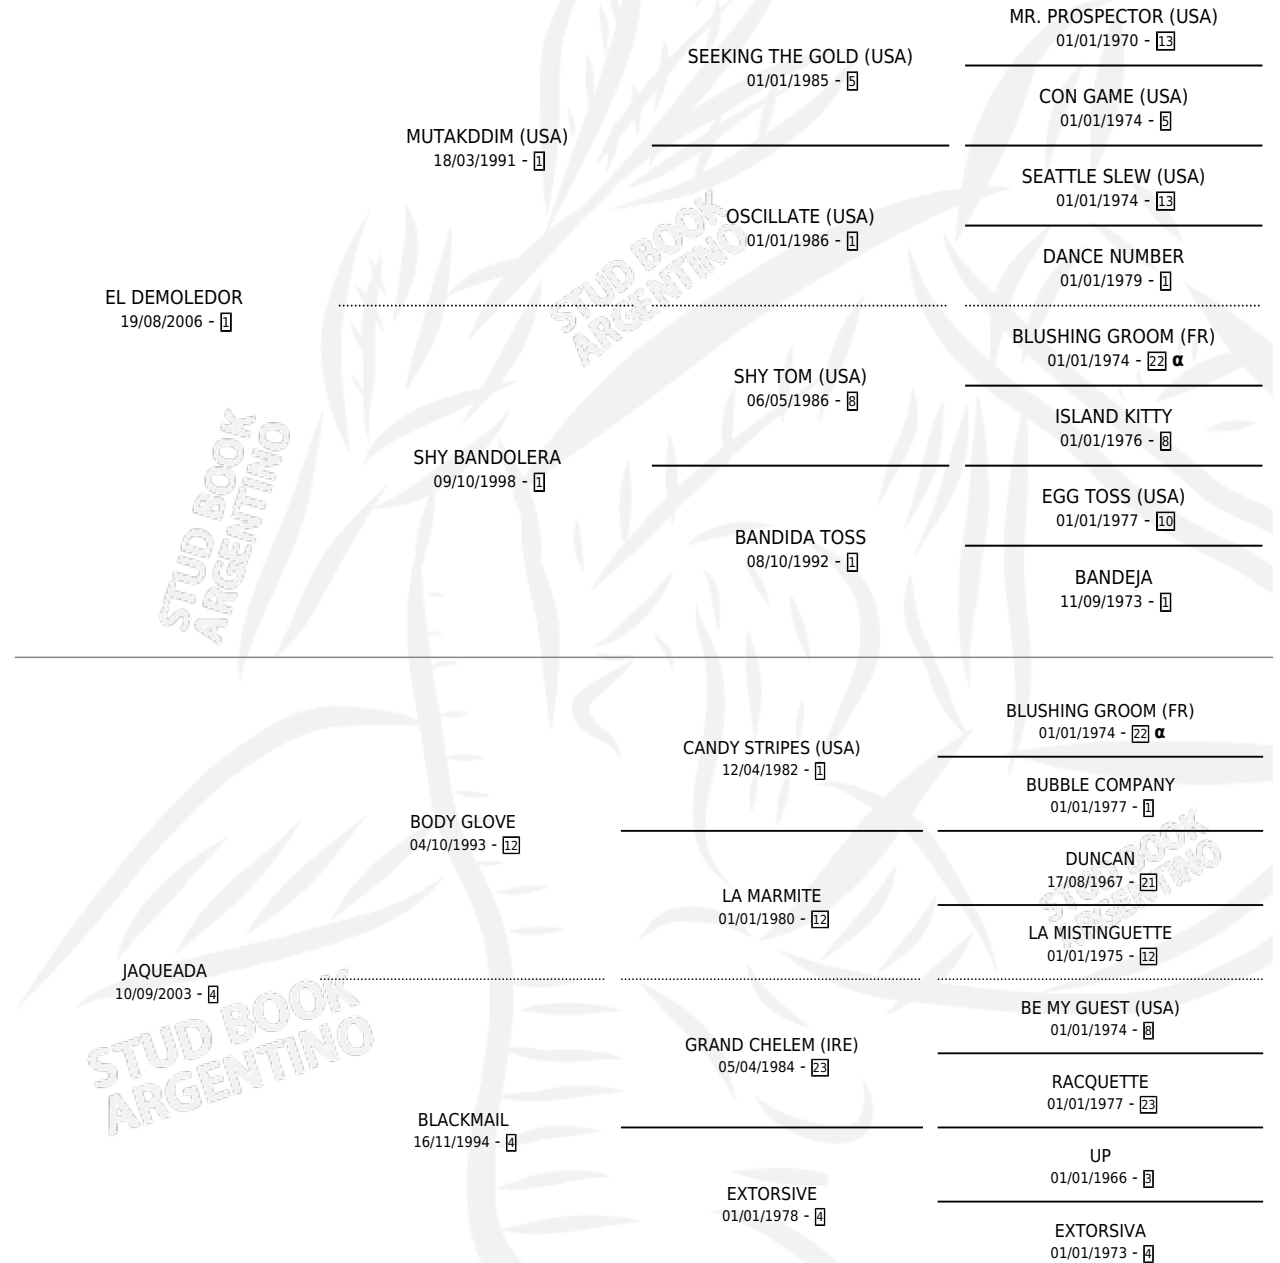 MR. PROSPECTOR (USA)
01/01/1970 - 13
SEEKING THE GOLD (USA)
01/01/1985 - 5
CON GAME (USA)
01/01/1974 - 5
MUTAKDDIM (USA)
18/03/1991 - 1
SEATTLE SLEW (USA)
01/01/1974 - 13
OSCILLATE (USA)
01/01/1986 - 1
DANCE NUMBER
01/01/1979 - 1
EL DEMOLEDOR
19/08/2006 - 1
BLUSHING GROOM (FR)
01/01/1974 - 22 α
SHY TOM (USA)
06/05/1986 - 8
ISLAND KITTY
01/01/1976 - 8
SHY BANDOLERA
09/10/1998 - 1
EGG TOSS (USA)
01/01/1977 - 10
BANDIDA TOSS
08/10/1992 - 1
BANDEJA
11/09/1973 - 1
BLUSHING GROOM (FR)
01/01/1974 - 22 α
CANDY STRIPES (USA)
12/04/1982 - 1
BUBBLE COMPANY
01/01/1977 - 1
BODY GLOVE
04/10/1993 - 12
DUNCAN
17/08/1967 - 21
LA MARMITE
01/01/1980 - 12
LA MISTINGUETTE
01/01/1975 - 12
JAQUEADA
10/09/2003 - 4
BE MY GUEST (USA)
01/01/1974 - 8
GRAND CHELEM (IRE)
05/04/1984 - 23
RACQUETTE
01/01/1977 - 23
BLACKMAIL
16/11/1994 - 4
UP
01/01/1966 - 3
EXTORSIVE
01/01/1978 - 4
EXTORSIVA
01/01/1973 - 4
STUD BOOK
ARGENTINO
STUD BOOK
ARGENTINO
STUD BOOK
ARGENTINO
STUD BOOK
ARGENTINO